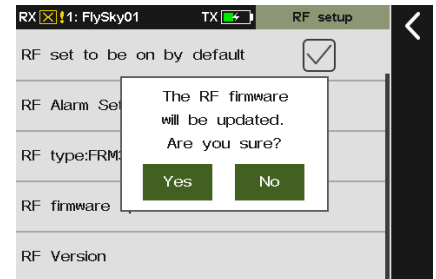 RX !1: FlySky01 TX RF setup
RF set to be on by default
RF Alarm Set
The RF firmware
will be updated.
Are you sure?
RF type:FRM
Yes No
RF firmware
RF Version